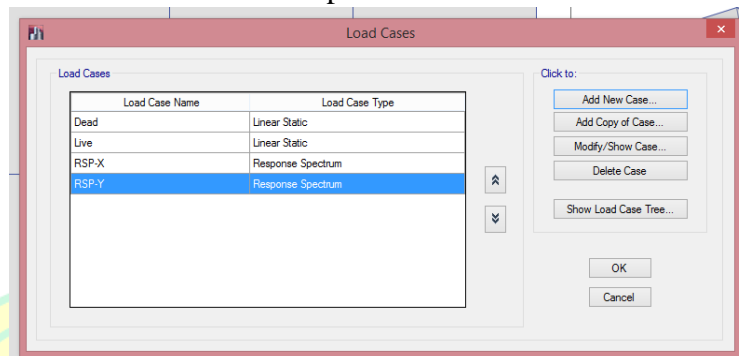 Load Cases
Load Cases
Click to:
Load Case Name Load Case Type
Dead Linear Static
Live Linear Static
RSP-X Response Spectrum
RSP-Y Response Spectrum
Add New Case...
Add Copy of Case...
Modify/Show Case...
Delete Case
Show Load Case Tree...
OK
Cancel